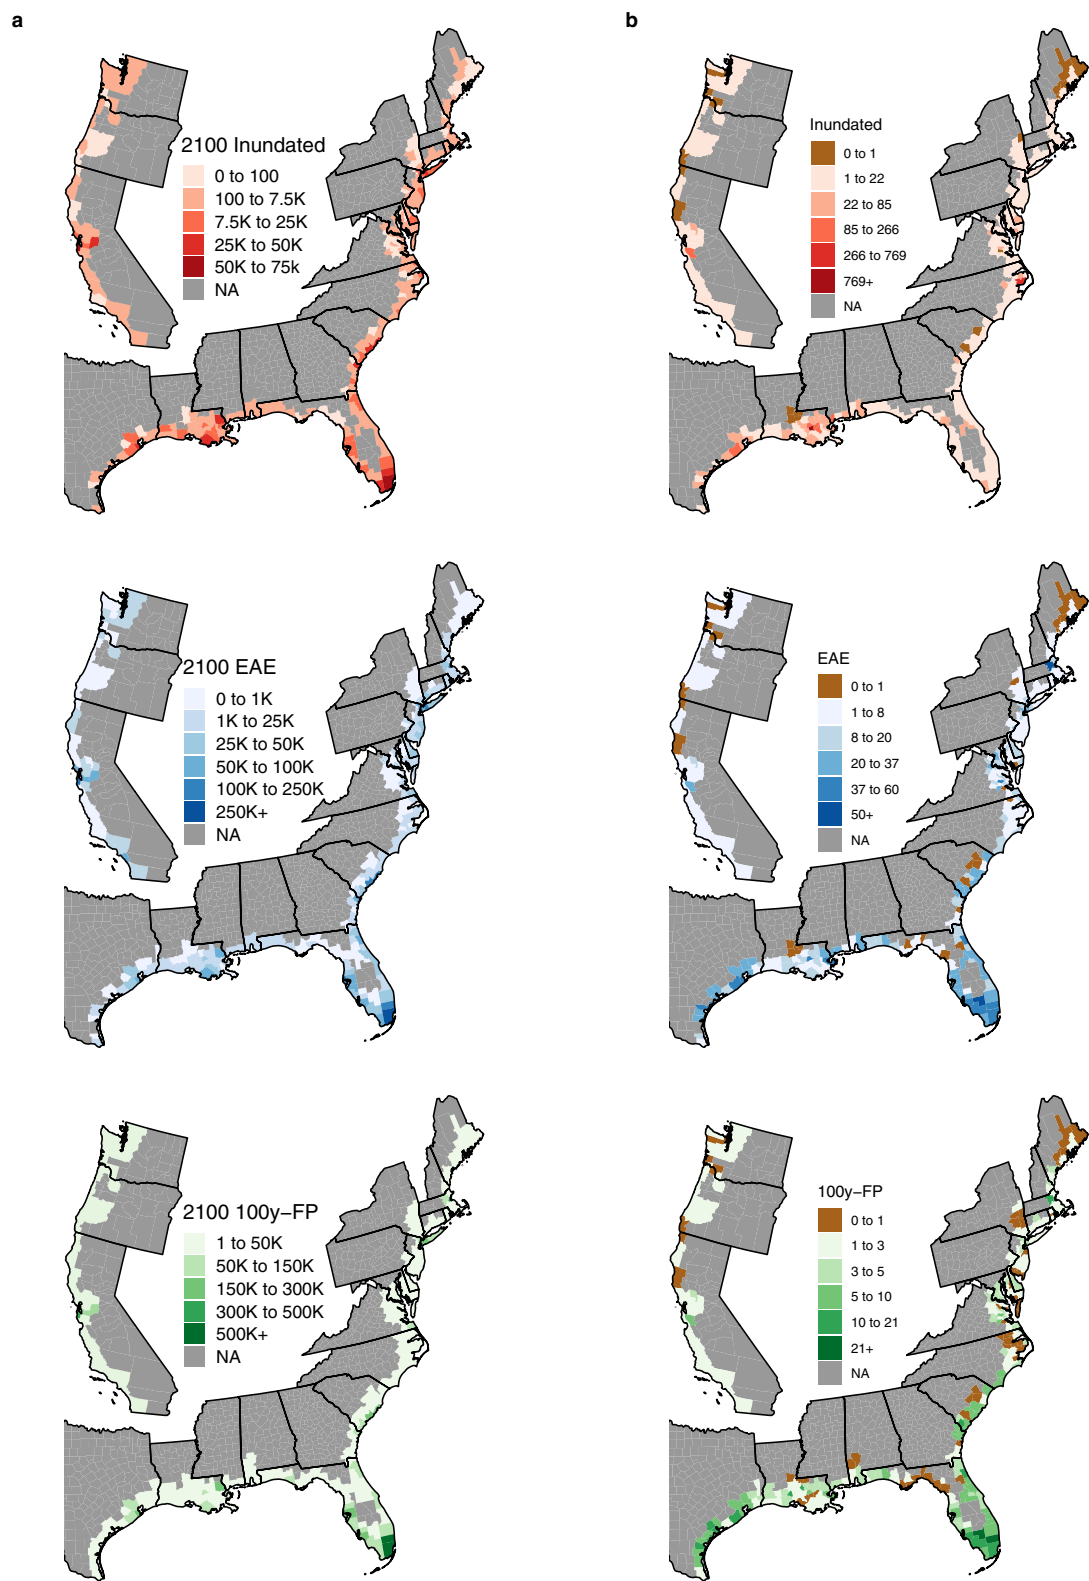 a
2100 Inundated
0 to 100
100 to 7.5K
7.5K to 25K
25K to 50K
50K to 75k
NA
2100 EAE
0 to 1K
1K to 25K
25K to 50K
50K to 100K
100K to 250K
250K+
NA
2100 100y−FP
1 to 50K
50K to 150K
150K to 300K
300K to 500K
500K+
NA
b
Inundated
0 to 1
1 to 22
22 to 85
85 to 266
266 to 769
769+
NA
EAE
0 to 1
1 to 8
8 to 20
20 to 37
37 to 60
50+
NA
100y−FP
0 to 1
1 to 3
3 to 5
5 to 10
10 to 21
21+
NA